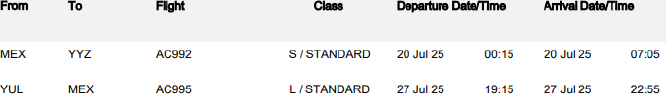 From To Flight Class Departure Date/Time Arrival Date/Time
MEX YYZ AC992 S / STANDARD 20 Jul 25 00:15 20 Jul 25 07:05
YUL MEX AC995 L / STANDARD 27 Jul 25 19:15 27 Jul 25 22:55